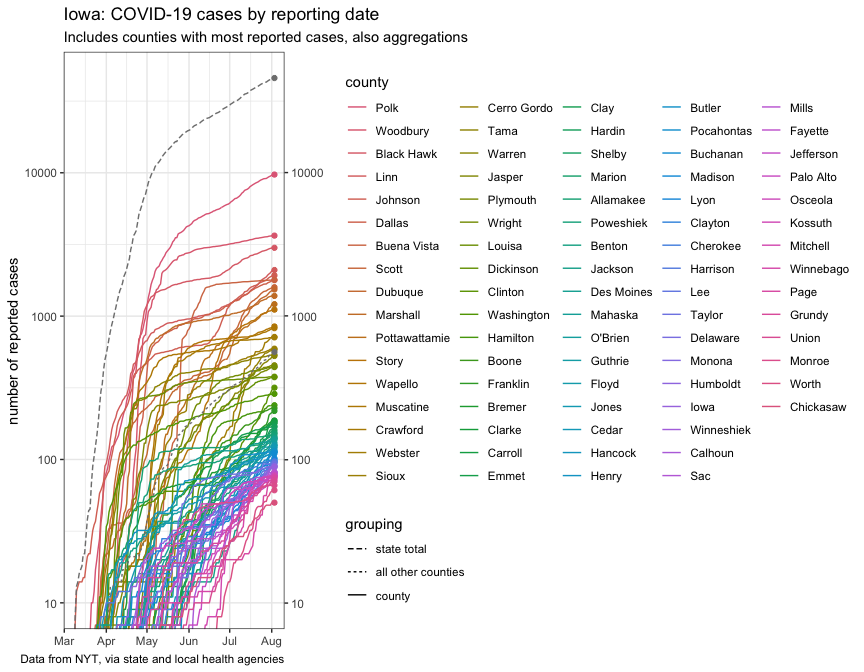 Iowa: COVID-19 cases by reporting date
Includes counties with most reported cases, also aggregations
number of reported cases
10000
1000
100
10
10000
1000
100
10
Mar Apr May Jun Jul Aug
Data from NYT, via state and local health agencies
county
Polk
Woodbury
Black Hawk
Linn
Johnson
Dallas
Buena Vista
Scott
Dubuque
Marshall
Pottawattamie
Story
Wapello
Muscatine
Crawford
Webster
Sioux
Cerro Gordo
Tama
Warren
Jasper
Plymouth
Wright
Louisa
Dickinson
Clinton
Washington
Hamilton
Boone
Franklin
Bremer
Clarke
Carroll
Emmet
Clay
Hardin
Shelby
Marion
Allamakee
Poweshiek
Benton
Jackson
Des Moines
Mahaska
O'Brien
Guthrie
Floyd
Jones
Cedar
Hancock
Henry
Butler
Pocahontas
Buchanan
Madison
Lyon
Clayton
Cherokee
Harrison
Lee
Taylor
Delaware
Monona
Humboldt
Iowa
Winneshiek
Calhoun
Sac
Mills
Fayette
Jefferson
Palo Alto
Osceola
Kossuth
Mitchell
Winnebago
Page
Grundy
Union
Monroe
Worth
Chickasaw
grouping
state total
all other counties
county